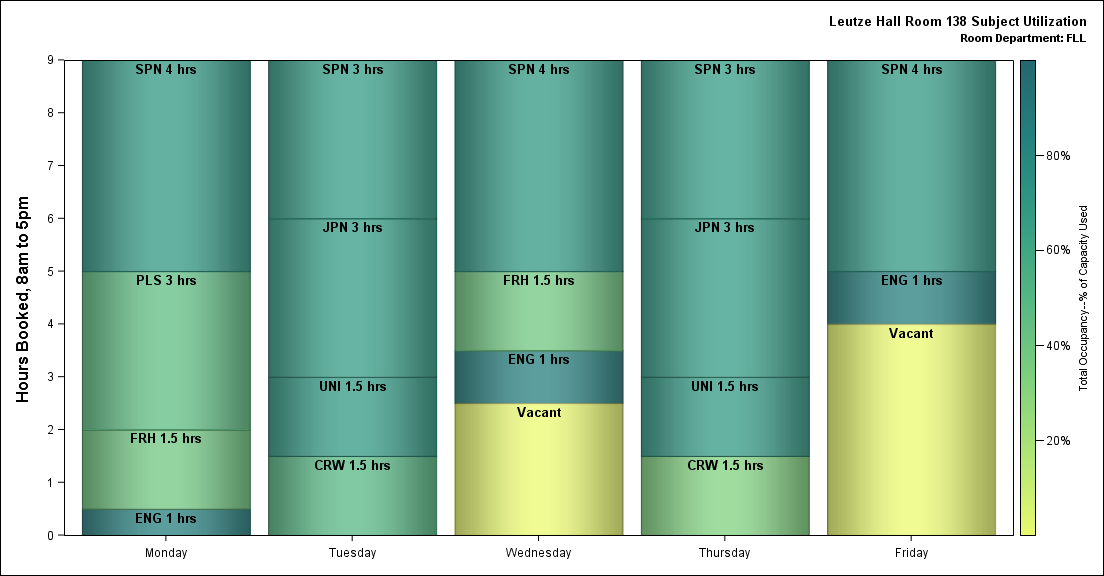 Leutze Hall Room 138 Subject Utilization
Room Department: FLL
Hours Booked, 8am to 5pm
9
8
7
6
5
4
3
2
1
0
SPN 4 hrs
PLS 3 hrs
FRH 1.5 hrs
ENG 1 hrs
Monday
SPN 3 hrs
JPN 3 hrs
UNI 1.5 hrs
CRW 1.5 hrs
Tuesday
SPN 4 hrs
FRH 1.5 hrs
ENG 1 hrs
Vacant
Wednesday
SPN 3 hrs
JPN 3 hrs
UNI 1.5 hrs
CRW 1.5 hrs
Thursday
SPN 4 hrs
ENG 1 hrs
Vacant
Friday
80%
60%
40%
20%
Total Occupancy--% of Capacity Used